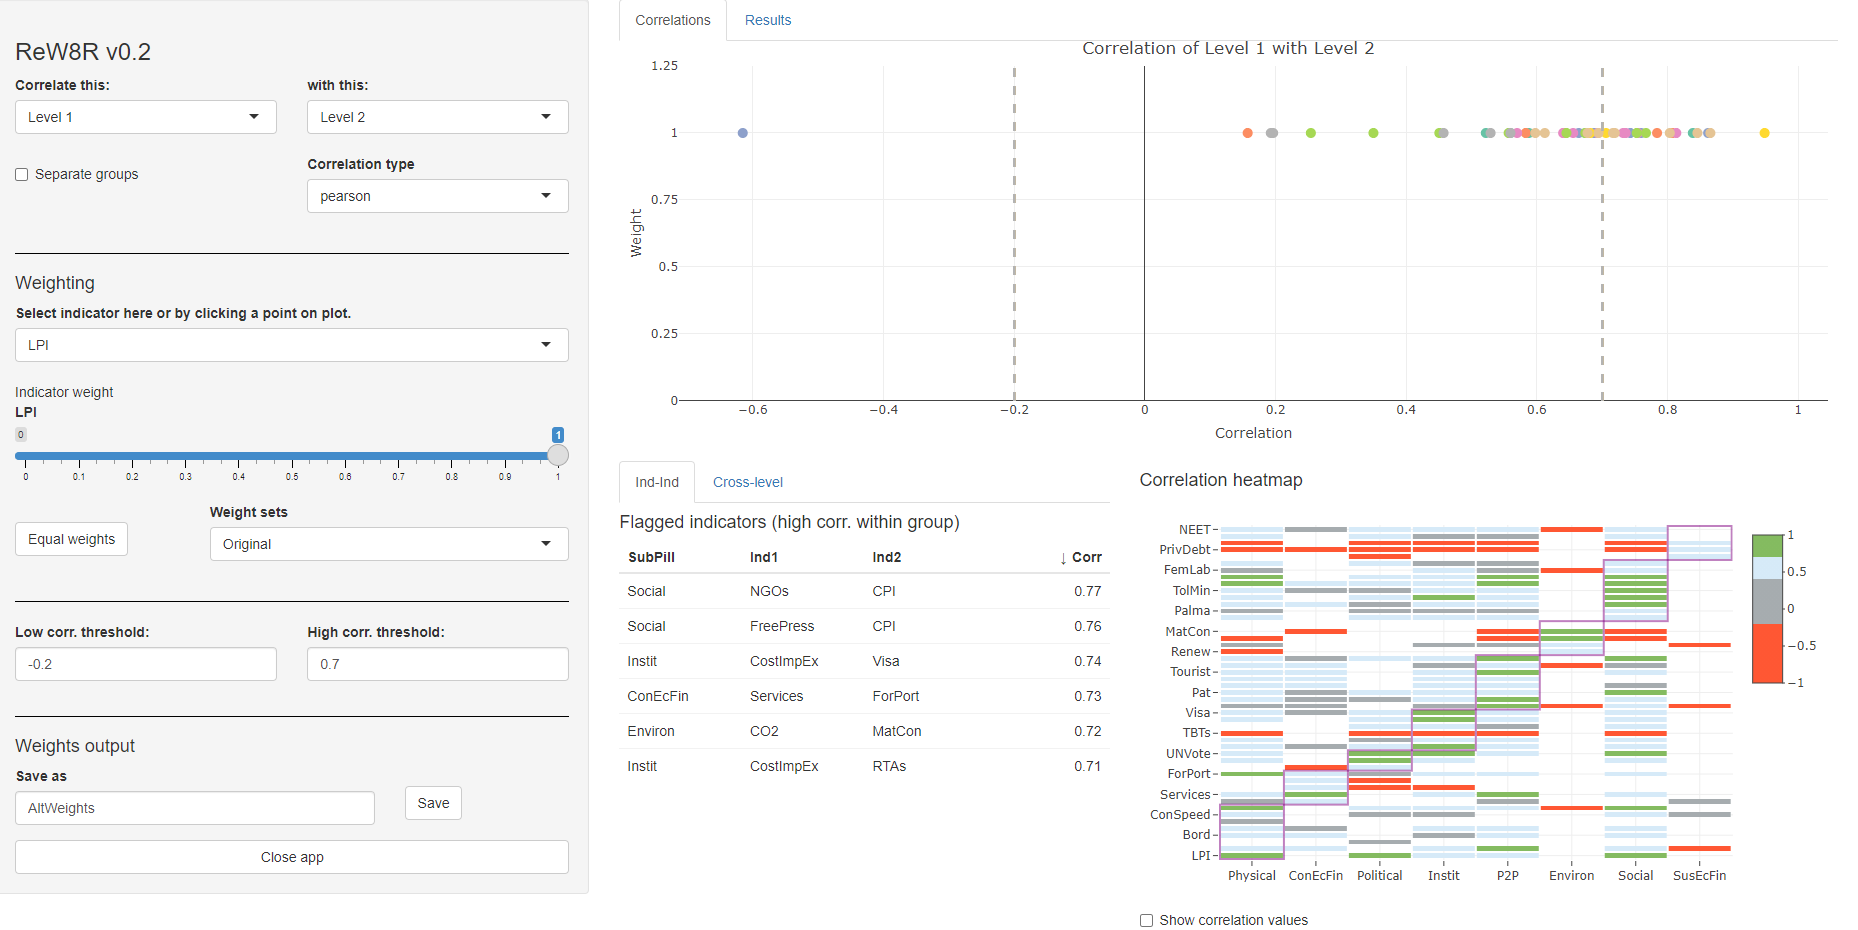 ReW8R v0.2
Correlate this:
with this:
Level 1
Level 2
Separate groups
Correlation type
pearson
Weighting
Select indicator here or by clicking a point on plot.
LPI
Indicator weight
LPI
0
1
0 0.1 0.2 0.3 0.4 0.5 0.6 0.7 0.8 0.9 1
Equal weights
Weight sets
Original
Low corr. threshold:
High corr. threshold:
-0.2
0.7
Weights output
Save as
AltWeights
Save
Close app
Correlations
Results
Correlation of Level 1 with Level 2
1.25
1
0.75
0.5
0.25
0
Weight
−0.6 −0.4 −0.2 0 0.2 0.4 0.6 0.8 1
Correlation
Ind-Ind
Cross-level
Flagged indicators (high corr. within group)
SubPill Ind1 Ind2 ↓ Corr
Social NGOs CPI 0.77
Social FreePress CPI 0.76
Instit CostImpEx Visa 0.74
ConEcFin Services ForPort 0.73
Environ CO2 MatCon 0.72
Instit CostImpEx RTAs 0.71
Correlation heatmap
NEET
PrivDebt
FemLab
TolMin
Palma
MatCon
Renew
Tourist
Pat
Visa
TBTs
UNVote
ForPort
Services
ConSpeed
Bord
LPI
Physical ConEcFin Political Instit P2P Environ Social SusEcFin
1
0.5
0
−0.5
−1
Show correlation values